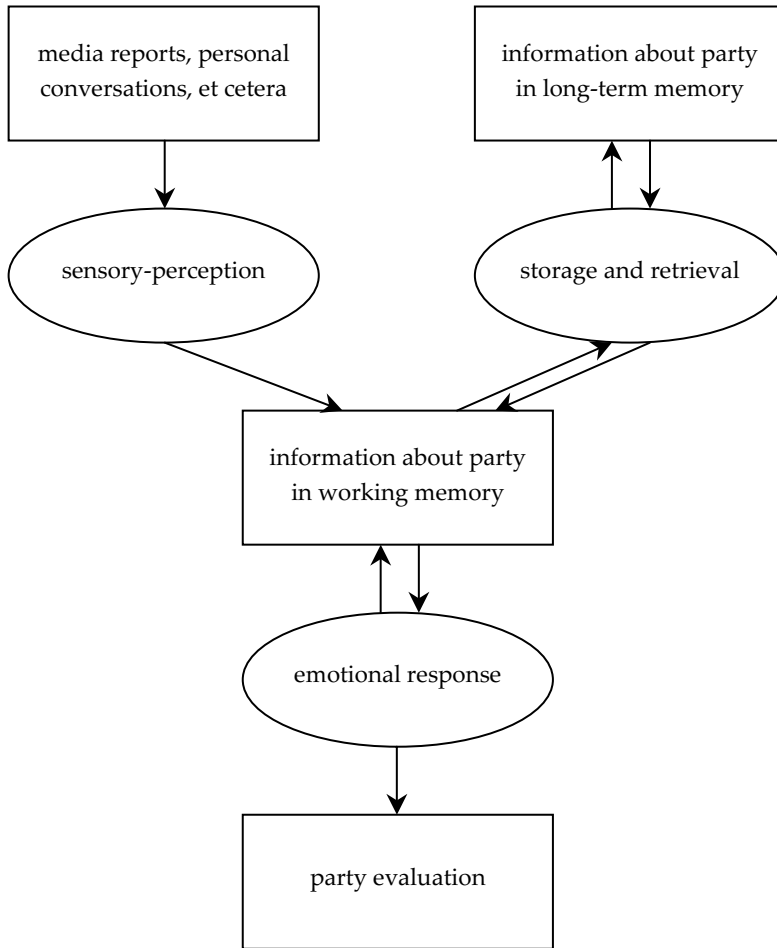 media reports, personal
conversations, et cetera
information about party
in long-term memory
sensory-perception
storage and retrieval
information about party
in working memory
emotional response
party evaluation